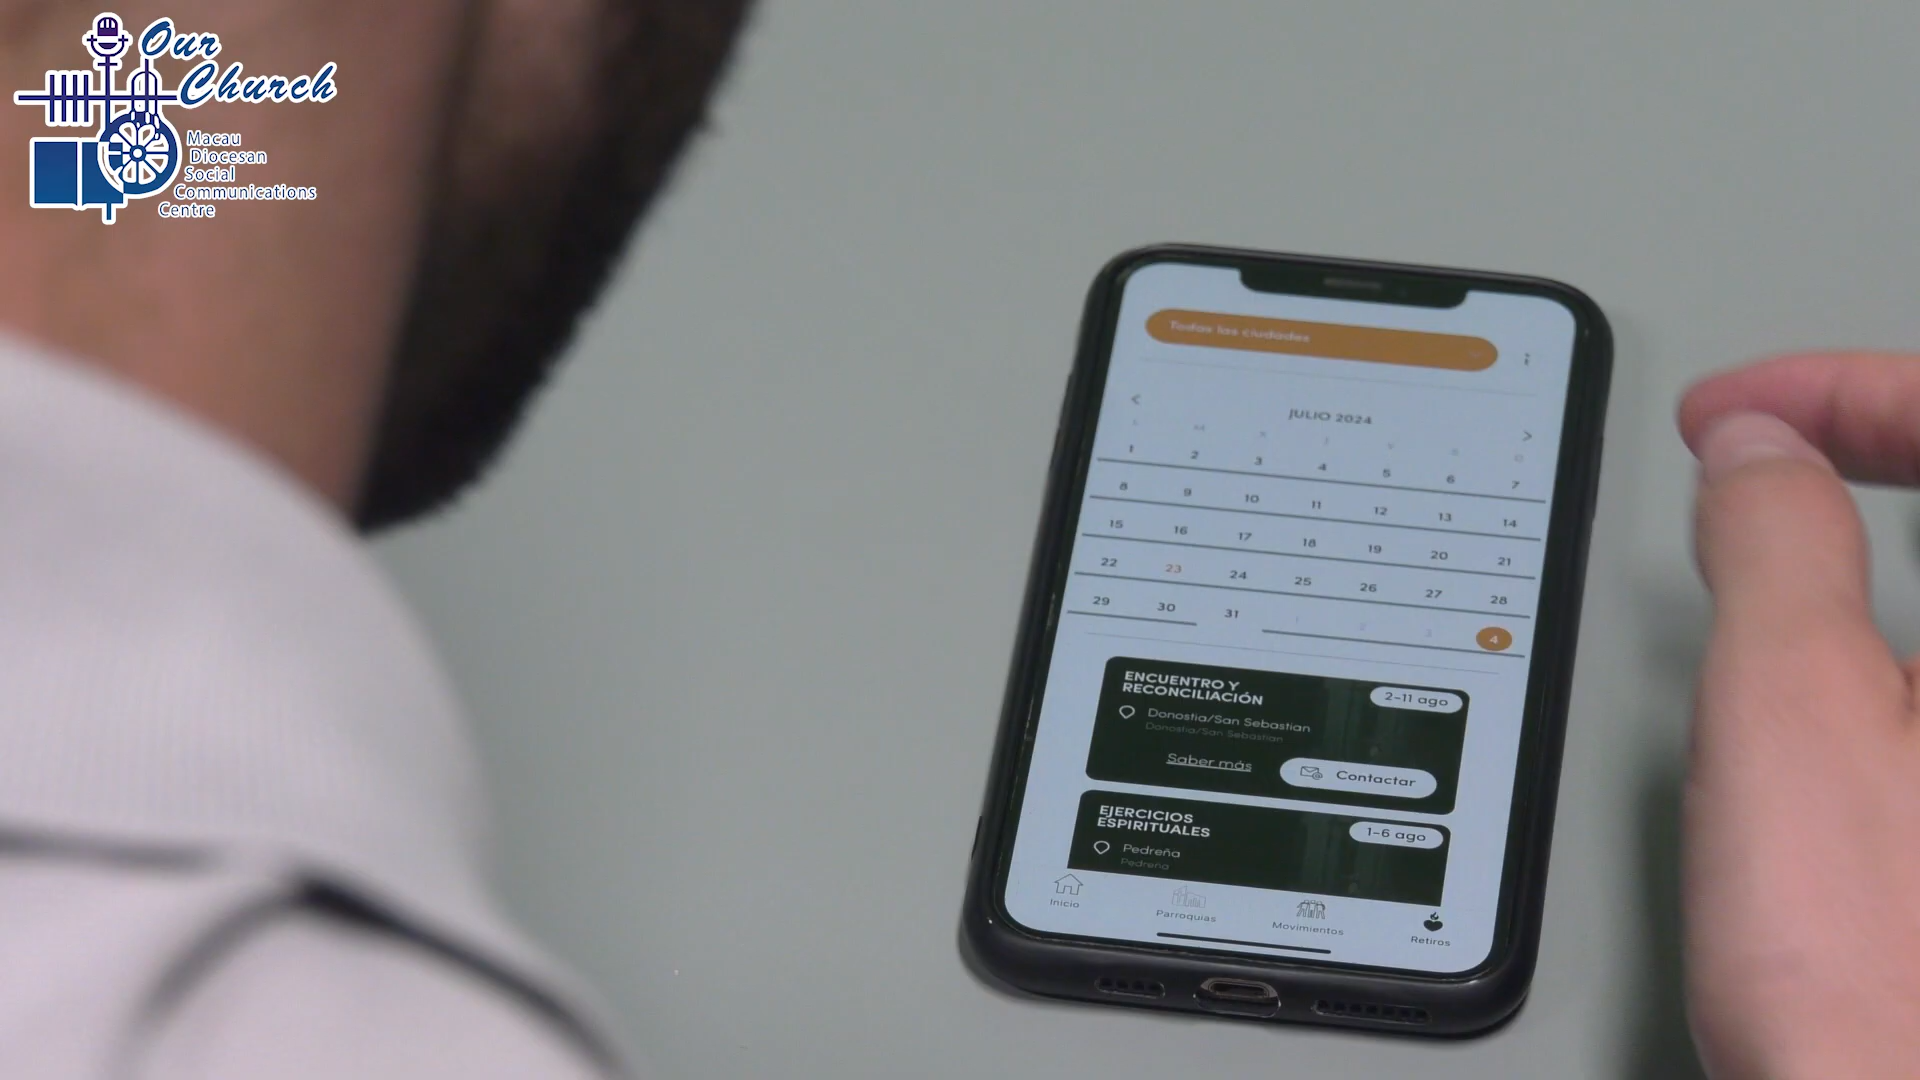 Our
Church
Macau
Diocesan
Social
Communications
Centre
Todas las ciudades
JULIO 2024
L M X J V S D
1 2 3 4 5 6 7
8 9 10 11 12 13 14
15 16 17 18 19 20 21
22 23 24 25 26 27 28
29 30 31 1 2 3 4
ENCUENTRO Y
RECONCILIACIÓN
2-11 ago
Donostia/San Sebastian
Donostia/San Sebastian
Saber más
Contactar
EJERCICIOS
ESPIRITUALES
1-6 ago
Pedreña
Pedreña
Inicio
Parroquias
Movimientos
Retiros